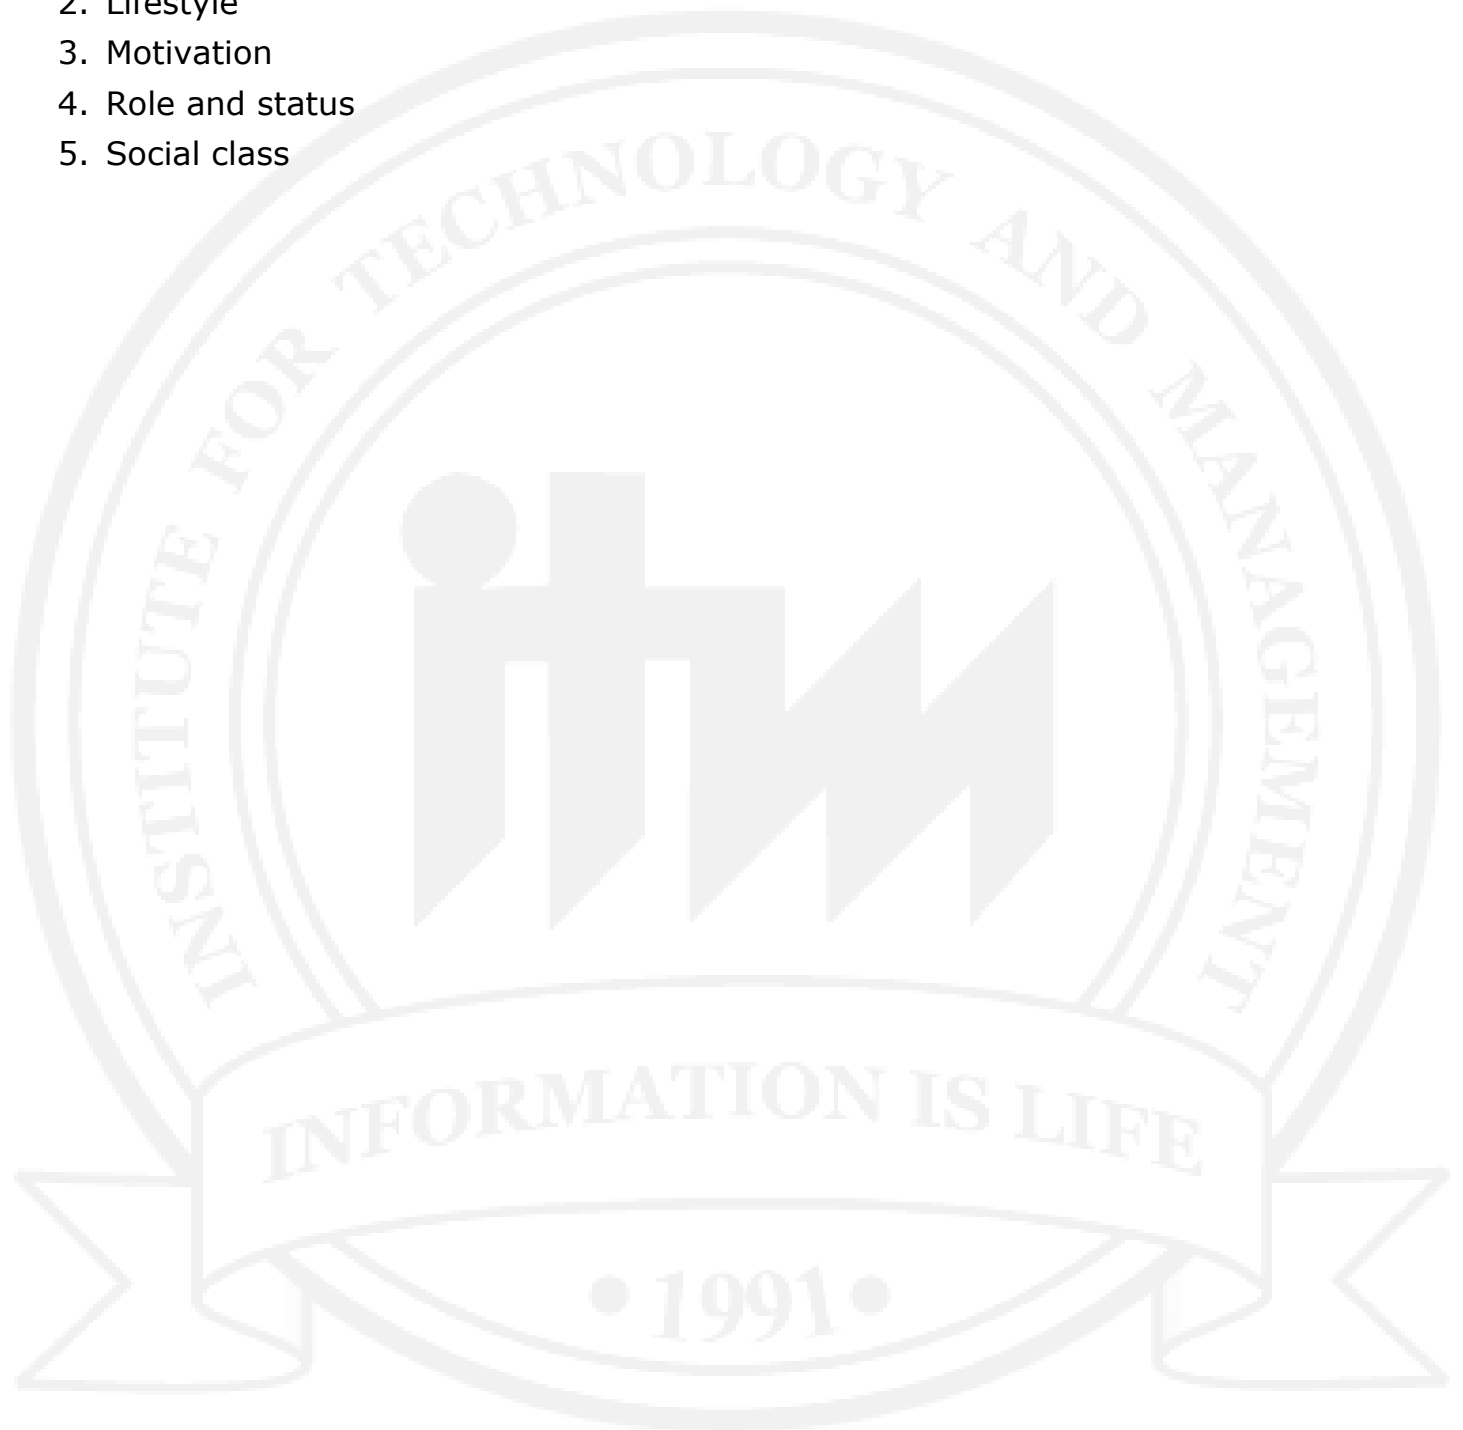 2. Lifestyle
3. Motivation
4. Role and status
5. Social class
INSTITUTE FOR TECHNOLOGY AND MANAGEMENT
itm
INFORMATION IS LIFE
• 1991 •